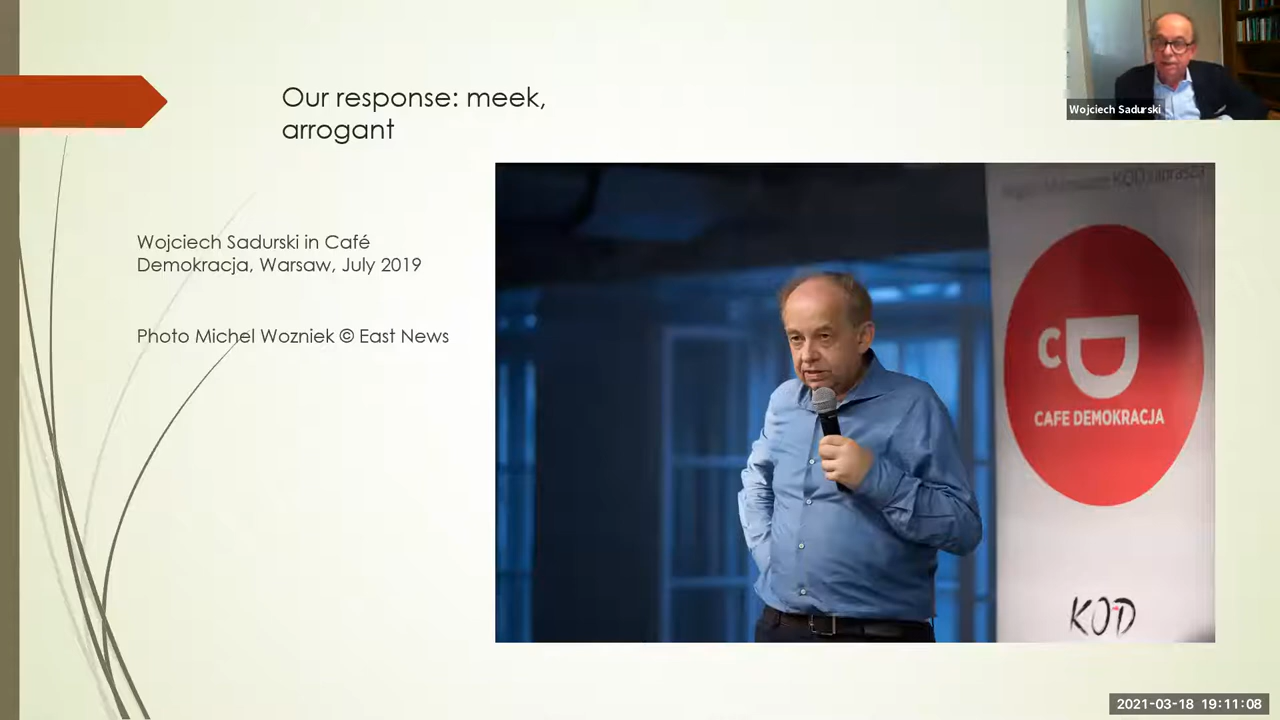 Our response: meek,
arrogant
Wojciech Sadurski
Wojciech Sadurski in Café
Demokracja, Warsaw, July 2019
Photo Michel Wozniek © East News
KOD
CD
CAFE DEMOKRACJA
KOD
2021-03-18 19:11:08